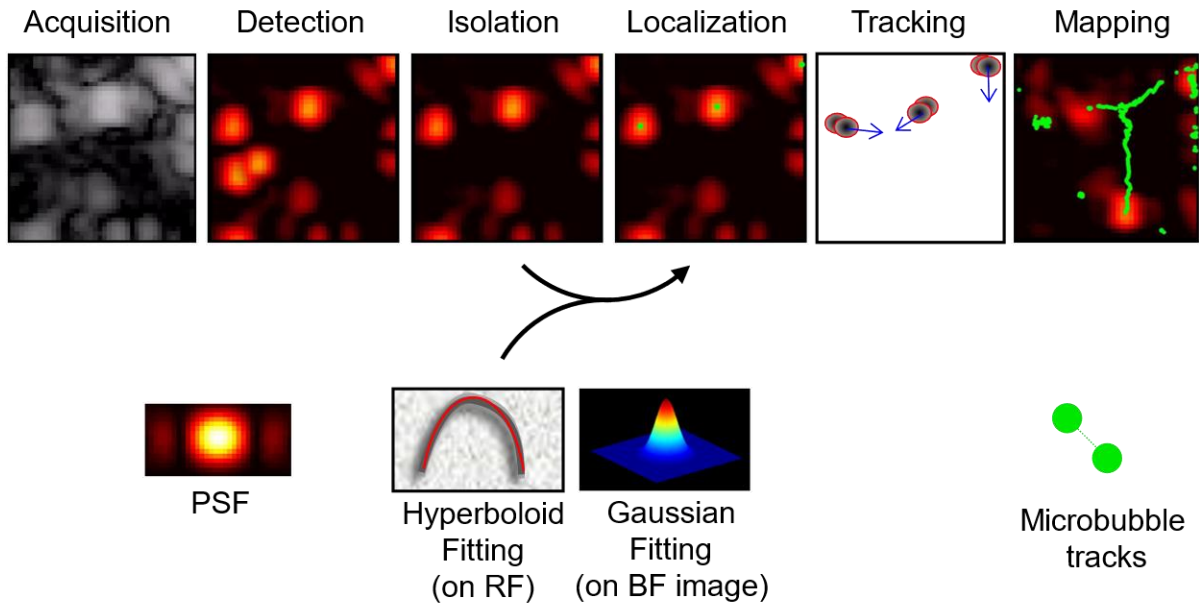 Acquisition
Detection
Isolation
Localization
Tracking
Mapping
PSF
Hyperboloid
Fitting
(on RF)
Gaussian
Fitting
(on BF image)
Microbubble
tracks